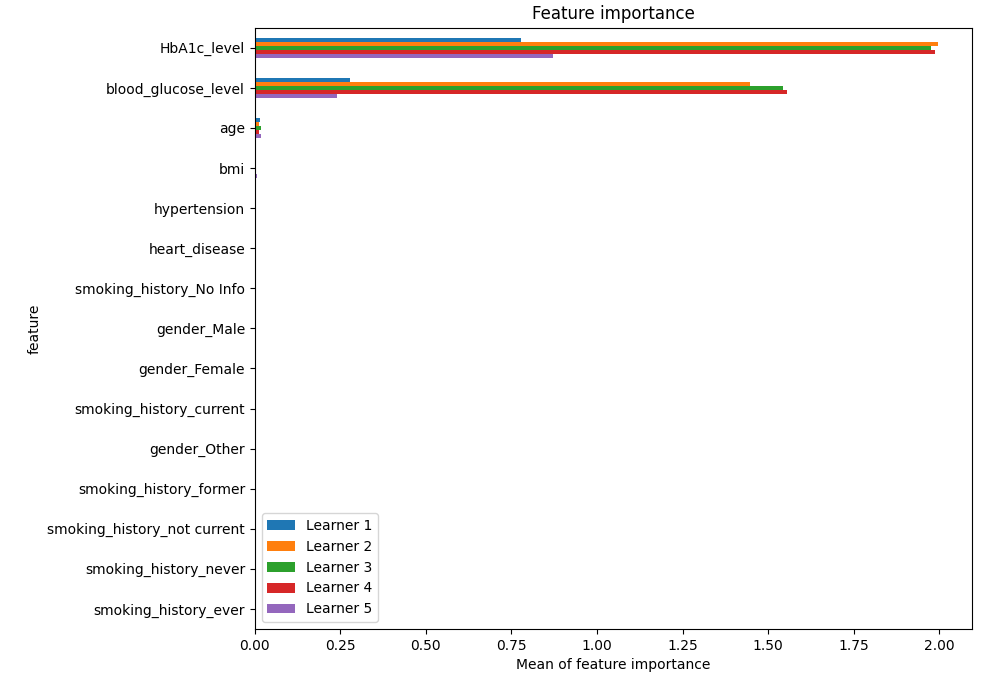 Feature importance
HbA1c_level
blood_glucose_level
age
bmi
hypertension
heart_disease
smoking_history_No Info
gender_Male
gender_Female
smoking_history_current
gender_Other
smoking_history_former
smoking_history_not current
smoking_history_never
smoking_history_ever
feature
Learner 1
Learner 2
Learner 3
Learner 4
Learner 5
0.00 0.25 0.50 0.75 1.00 1.25 1.50 1.75 2.00
Mean of feature importance